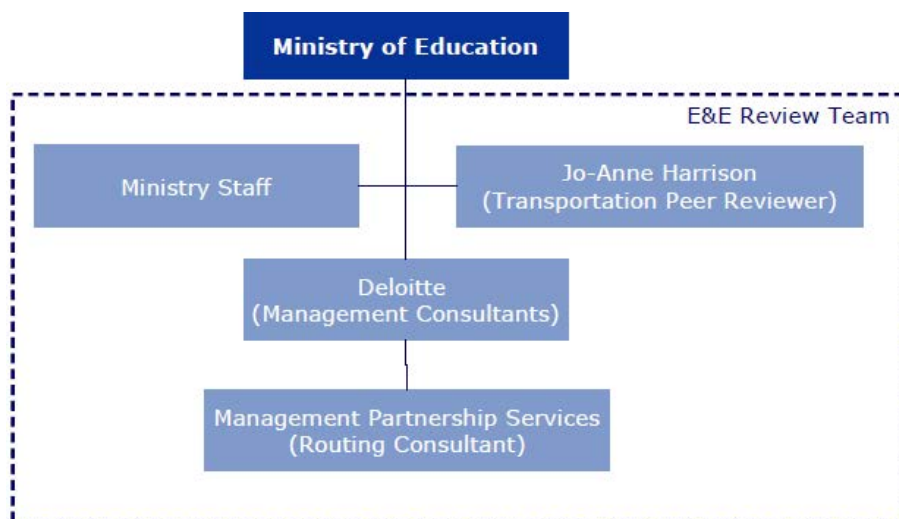 Ministry of Education
E&E Review Team
Ministry Staff
Jo-Anne Harrison
(Transportation Peer Reviewer)
Deloitte
(Management Consultants)
Management Partnership Services
(Routing Consultant)